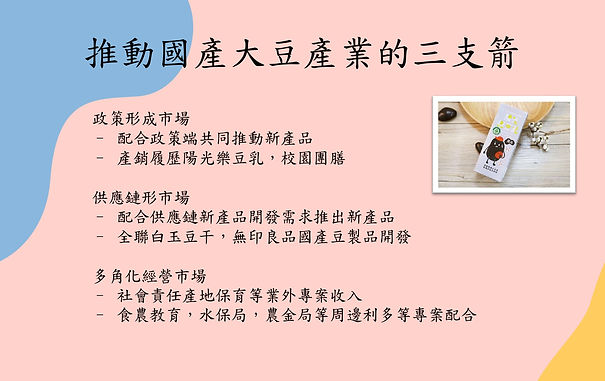 推動國產大豆產業的三支箭
政策形成市場
- 配合政策端共同推動新產品
- 產銷履歷陽光樂豆乳，校園團膳
供應鏈形市場
- 配合供應鏈新產品開發需求推出新產品
- 全聯白玉豆干，無印良品國產豆製品開發
多角化經營市場
- 社會責任產地保育等業外專案收入
- 食農教育，水保局，農金局等周邊利多等專案配合